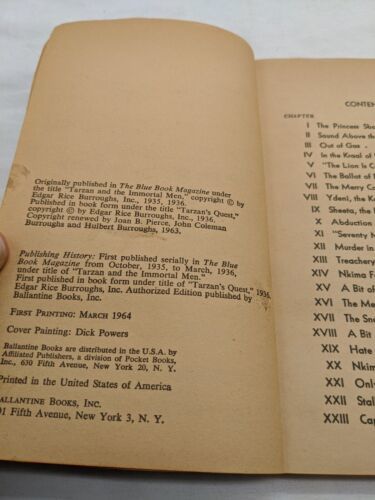 Originally published in The Blue Book Magazine under
the title "Tarzan and the Immortal Men," copyright © by
Edgar Rice Burroughs, Inc., 1935, 1936.
Published in book form under the title "Tarzan's Quest,"
copyright © by Edgar Rice Burroughs, Inc., 1936.
Copyright renewed by Joan B. Pierce, John Coleman
Burroughs and Hulbert Burroughs, 1963.
Publishing History: First published serially in The Blue
Book Magazine from October, 1935, to March, 1936,
under title of "Tarzan and the Immortal Men."
First published in book form under title of "Tarzan's Quest," 1936.
Edgar Rice Burroughs, Inc. Authorized Edition published by
Ballantine Books, Inc.
FIRST PRINTING: MARCH 1964
Cover Painting: Dick Powers
Ballantine Books are distributed in the U.S.A. by
Affiliated Publishers, a division of Pocket Books,
Inc., 630 Fifth Avenue, New York 20, N. Y.
Printed in the United States of America
BALLANTINE BOOKS, INC.
01 Fifth Avenue, New York 3, N. Y.
CONTEN
CHAPTER
I The Princess Sb
II Sound Above th
III Out of Gas
IV In the Kraal of
V "The Lion Is C
VI The Ballot of
VII The Merry Co
VIII Ydeni, the Ka
IX Sheeta, the
X Abduction
XI "Seventy M
XII Murder in
XIII Treachery
XIV Nkima Fo
XV A Bit of
XVI The Me
XVII The Sne
XVIII A Bit
XIX Hate
XX Nkim
XXI Onl
XXII Stal
XXIII Cap